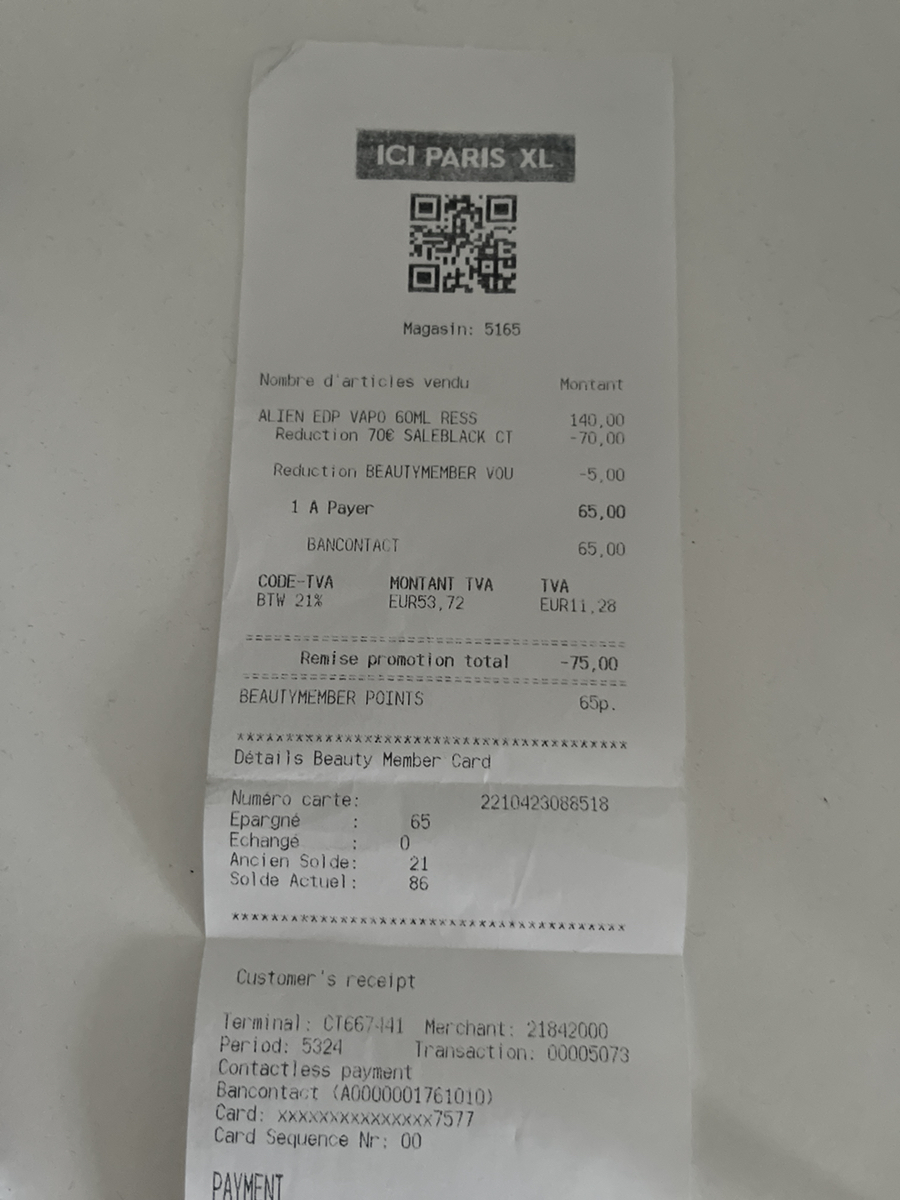 ICI PARIS XL
Magasin: 5165
Nombre d'articles vendu Montant
ALIEN EDP VAPO 60ML RESS 140,00
Reduction 70€ SALEBLACK CT -70,00
Reduction BEAUTYMEMBER VOU -5,00
1 A Payer 65,00
BANCONTACT 65,00
CODE-TVA MONTANT TVA TVA
BTW 21% EUR53,72 EUR11,28
======================================
Remise promotion total -75,00
======================================
BEAUTYMEMBER POINTS 65p.
****************************************
Détails Beauty Member Card
Numéro carte: 2210423088518
Epargné : 65
Echangé : 0
Ancien Solde: 21
Solde Actuel: 86
****************************************
Customer's receipt
Terminal: CT667441 Merchant: 21842000
Period: 5324 Transaction: 00005073
Contactless payment
Bancontact (A0000001761010)
Card: xxxxxxxxxxxxxxx7577
Card Sequence Nr: 00
PAYMENT